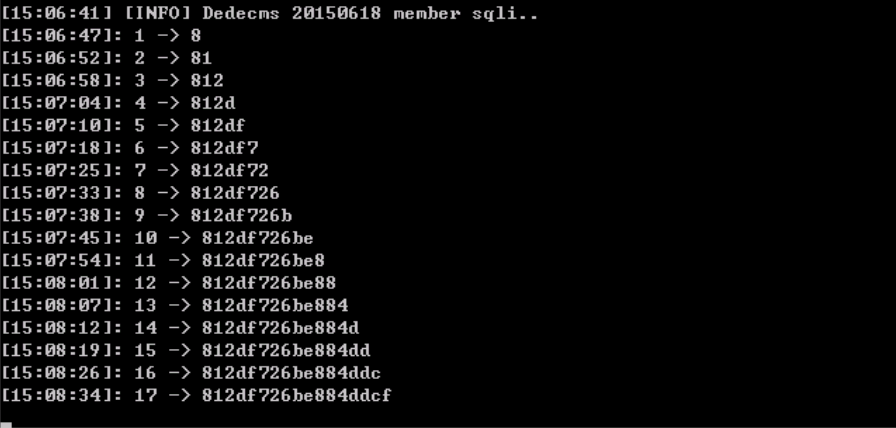 [15:06:41] [INFO] Dedecms 20150618 member sqli..
[15:06:47]: 1 -> 8
[15:06:52]: 2 -> 81
[15:06:58]: 3 -> 812
[15:07:04]: 4 -> 812d
[15:07:10]: 5 -> 812df
[15:07:18]: 6 -> 812df7
[15:07:25]: 7 -> 812df72
[15:07:33]: 8 -> 812df726
[15:07:38]: 9 -> 812df726b
[15:07:45]: 10 -> 812df726be
[15:07:54]: 11 -> 812df726be8
[15:08:01]: 12 -> 812df726be88
[15:08:07]: 13 -> 812df726be884
[15:08:12]: 14 -> 812df726be884d
[15:08:19]: 15 -> 812df726be884dd
[15:08:26]: 16 -> 812df726be884ddc
[15:08:34]: 17 -> 812df726be884ddcf